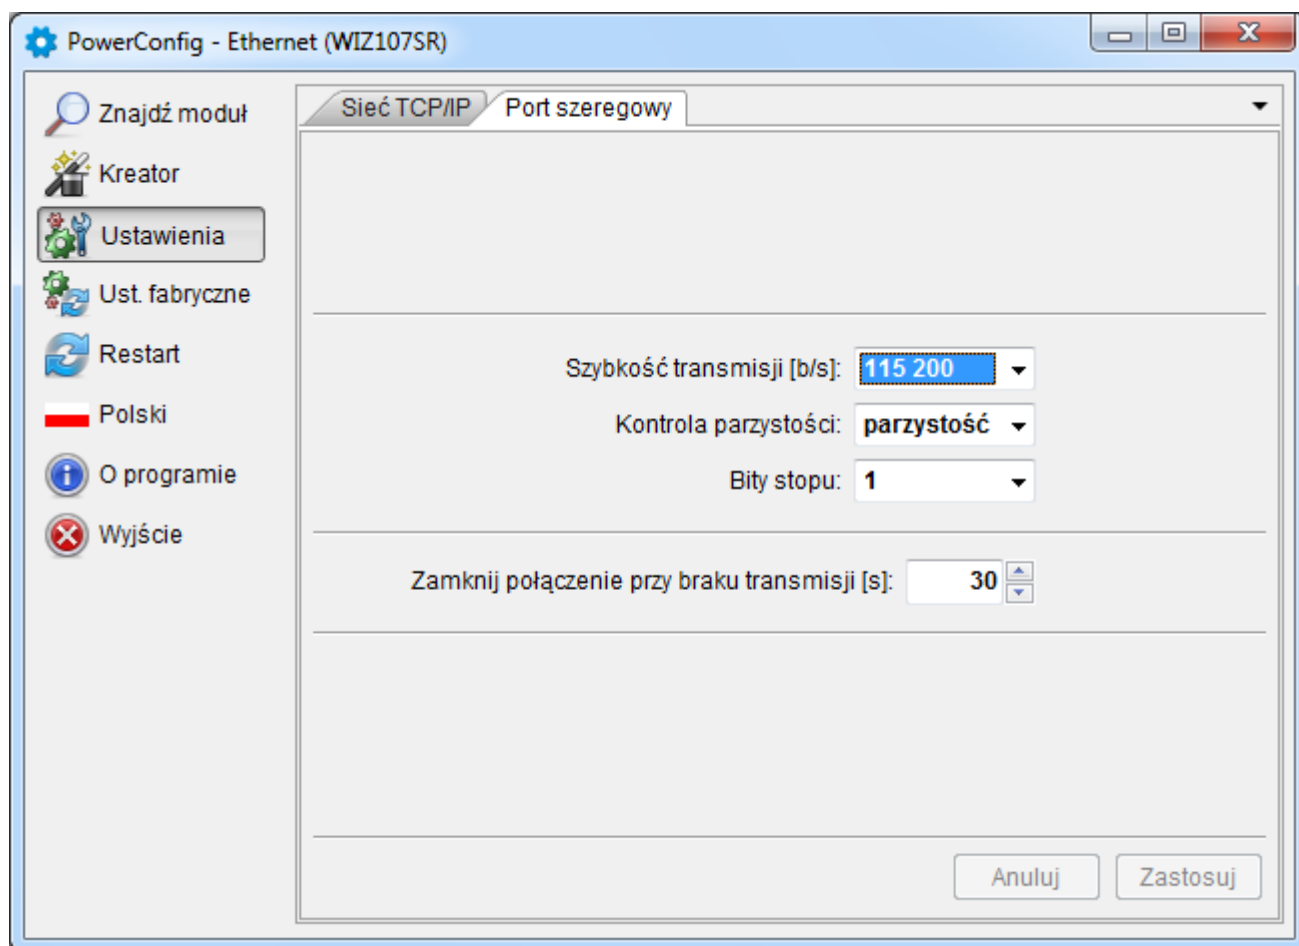 PowerConfig - Ethernet (WIZ107SR)
Znajdź moduł
Kreator
Ustawienia
Ust. fabryczne
Restart
Polski
O programie
Wyjście
Sieć TCP/IP
Port szeregowy
Szybkość transmisji [b/s]: 115 200
Kontrola parzystości: parzystość
Bity stopu: 1
Zamknij połączenie przy braku transmisji [s]: 30
Anuluj
Zastosuj